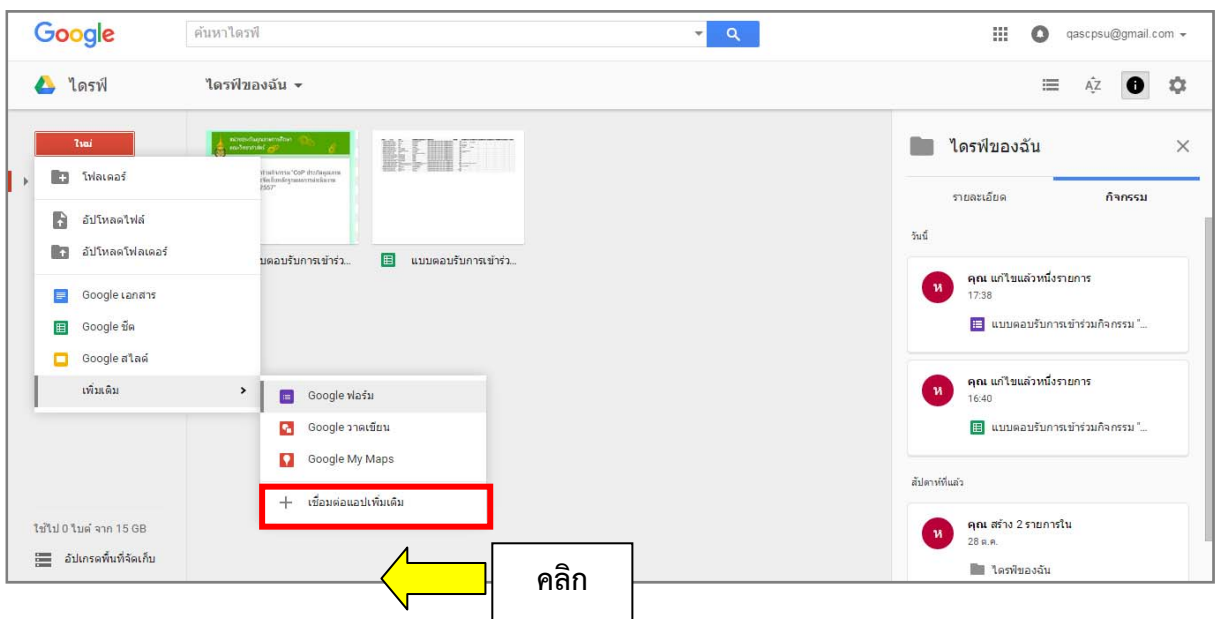 Google
ค้นหาไดรฟ์
qascpsu@gmail.com
ไดรฟ์
ไดรฟ์ของฉัน
AZ
ใหม่
โฟลเดอร์
อัปโหลดไฟล์
อัปโหลดโฟลเดอร์
Google เอกสาร
Google ชีต
Google สไลด์
เพิ่มเติม
Google ฟอร์ม
Google วาดเขียน
Google My Maps
เชื่อมต่อแอปเพิ่มเติม
บตอบรับการเข้าร่ว...
แบบตอบรับการเข้าร่ว...
ใช้ไป 0 ไบต์ จาก 15 GB
อัปเกรดพื้นที่จัดเก็บ
คลิก
ไดรฟ์ของฉัน
รายละเอียด
กิจกรรม
วันนี้
ห
คุณ แก้ไขแล้วหนึ่งรายการ
17:38
แบบตอบรับการเข้าร่วมกิจกรรม "...
ห
คุณ แก้ไขแล้วหนึ่งรายการ
16:40
แบบตอบรับการเข้าร่วมกิจกรรม "...
สัปดาห์ที่แล้ว
ห
คุณ สร้าง 2 รายการใน
28 ต.ค.
ไดรฟ์ของฉัน